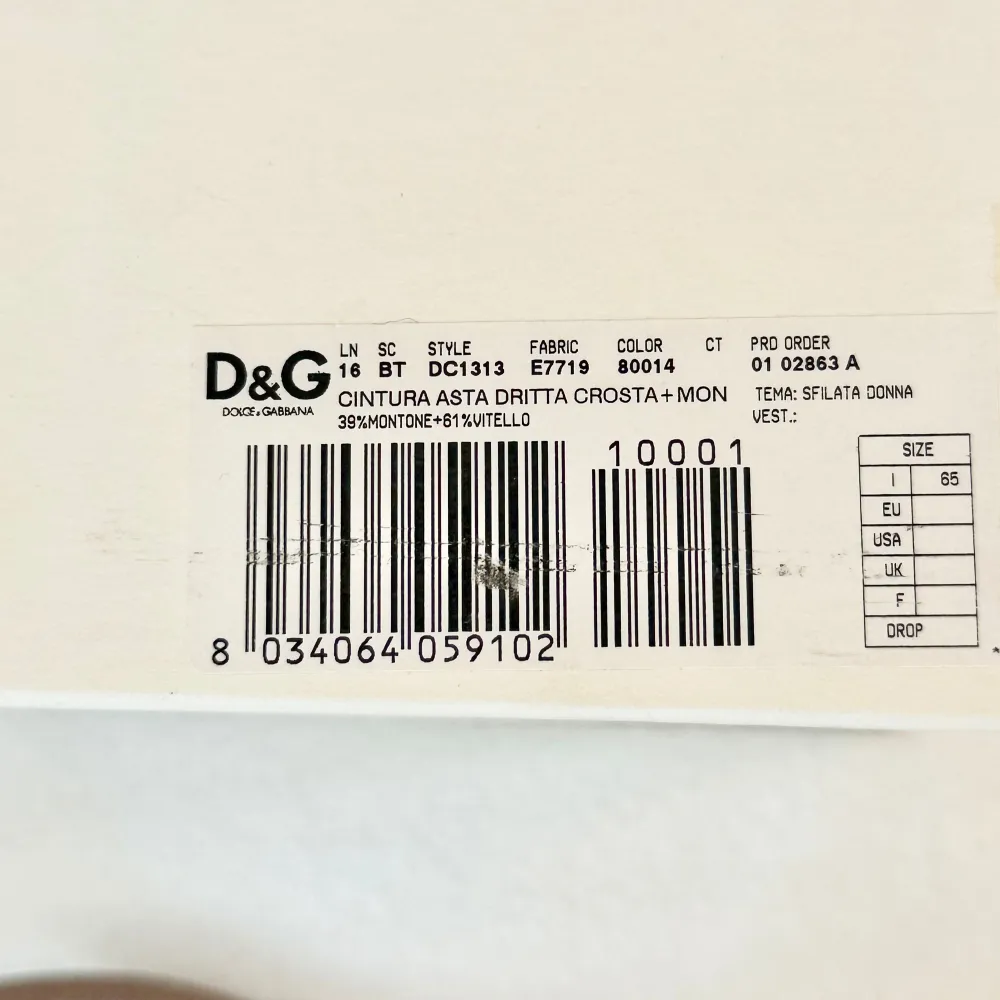 D&G
DOLCE & GABBANA
LN SC STYLE FABRIC COLOR CT PRD ORDER
16 BT DC1313 E7719 80014 01 02863 A
CINTURA ASTA DRITTA CROSTA+MON
39%MONTONE+61%VITELLO
TEMA: SFILATA DONNA
VEST.:
10001
8 034064 059102
SIZE
I 65
EU
USA
UK
F
DROP
*